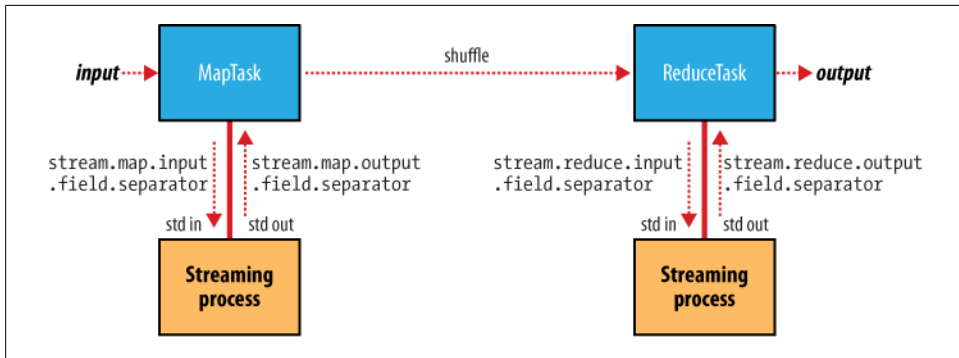 shuffle
input
MapTask
ReduceTask
output
stream.map.input
.field.separator
stream.map.output
.field.separator
stream.reduce.input
.field.separator
stream.reduce.output
.field.separator
std in
std out
std in
std out
Streaming
process
Streaming
process